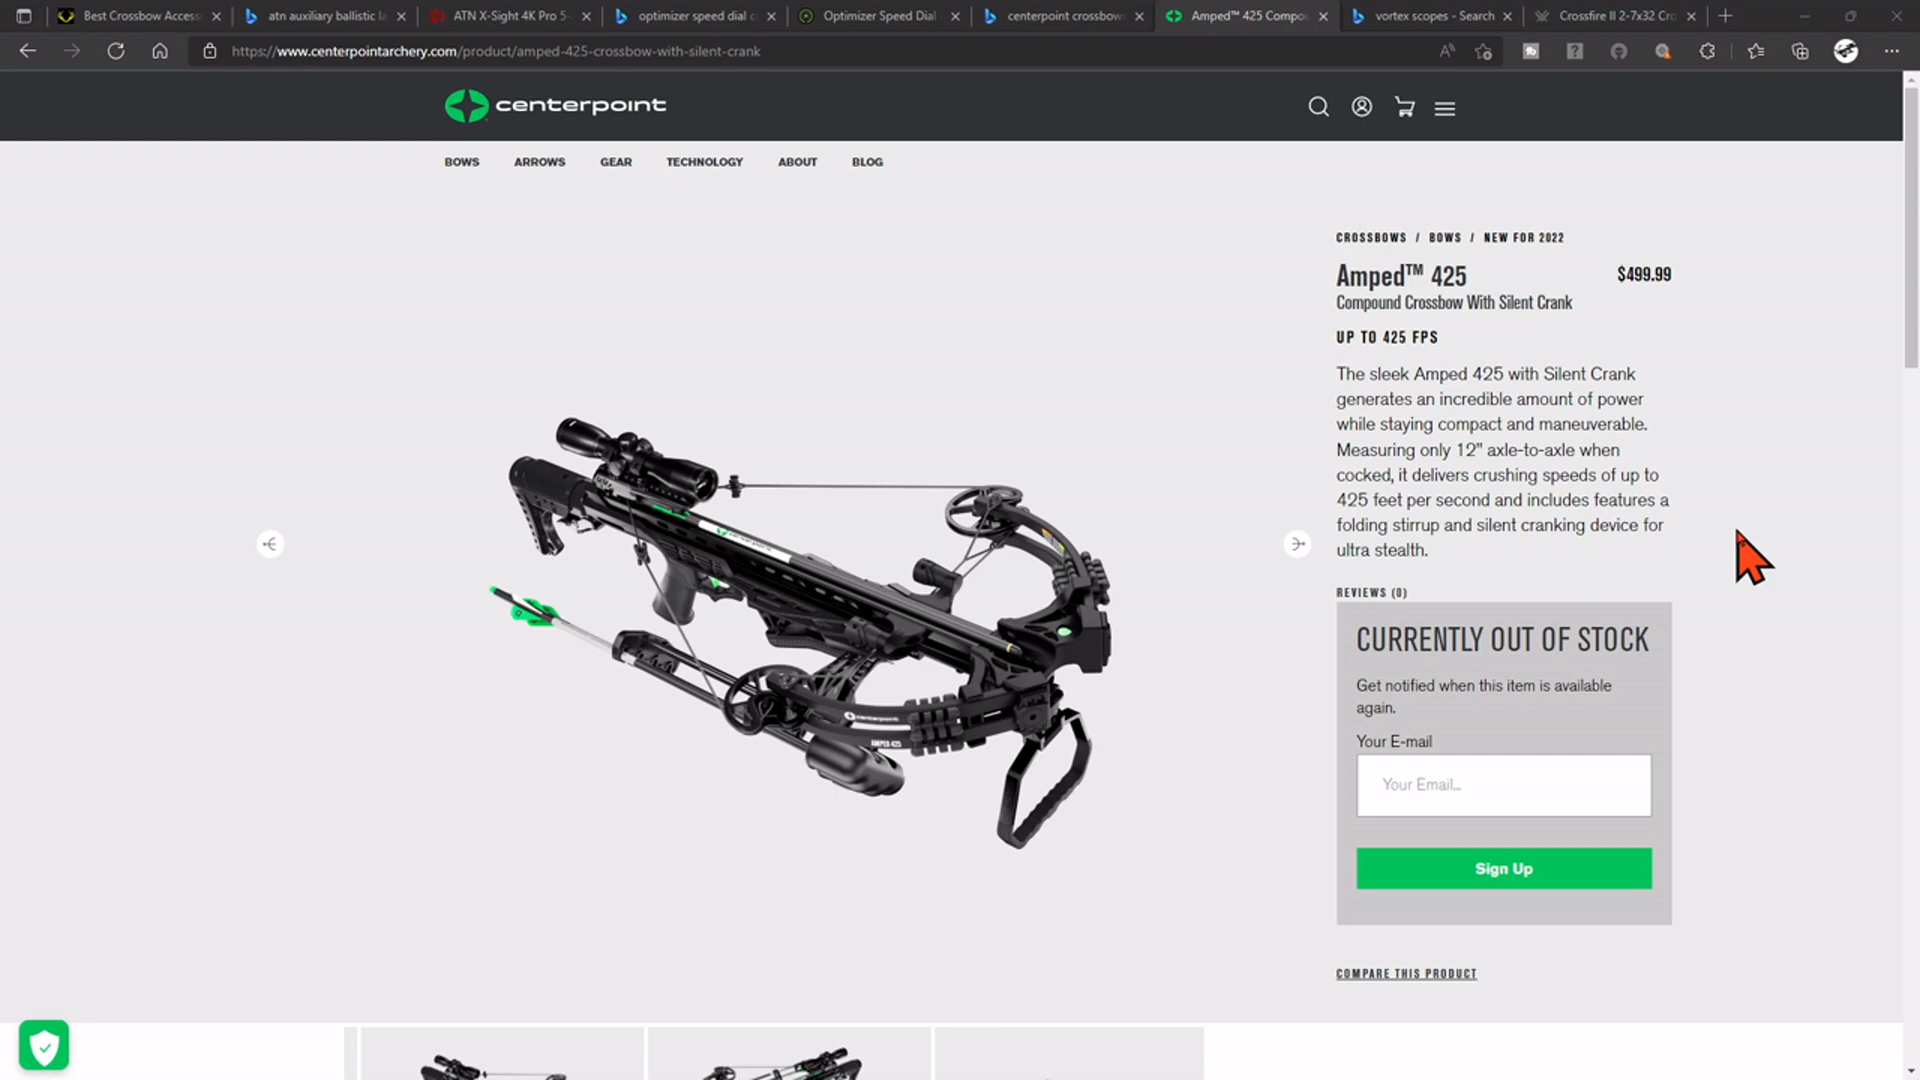 Best Crossbow Access
atn auxiliary ballistic la
ATN X-Sight 4K Pro 5-
optimizer speed dial c
Optimizer Speed Dial
centerpoint crossbow
Amped™ 425 Compou
vortex scopes - Search
Crossfire II 2-7x32 Cro
https://www.centerpointarchery.com/product/amped-425-crossbow-with-silent-crank
centerpoint
BOWS ARROWS GEAR TECHNOLOGY ABOUT BLOG
CROSSBOWS / BOWS / NEW FOR 2022
Amped™ 425 $499.99
Compound Crossbow With Silent Crank
UP TO 425 FPS
The sleek Amped 425 with Silent Crank
generates an incredible amount of power
while staying compact and maneuverable.
Measuring only 12" axle-to-axle when
cocked, it delivers crushing speeds of up to
425 feet per second and includes features a
folding stirrup and silent cranking device for
ultra stealth.
REVIEWS (0)
CURRENTLY OUT OF STOCK
Get notified when this item is available
again.
Your E-mail
Your Email...
Sign Up
COMPARE THIS PRODUCT
centerpoint
AMPED 425